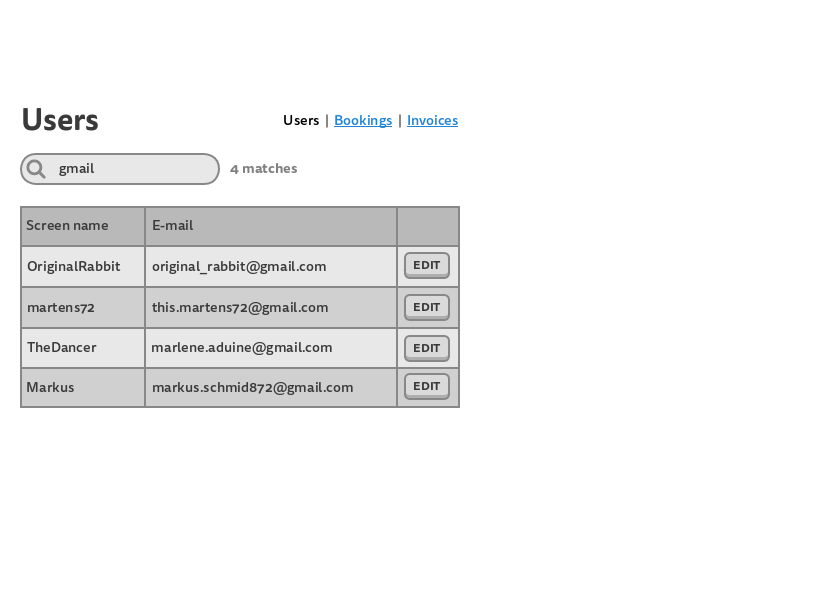 Users
Users | Bookings | Invoices
gmail
4 matches
Screen name E-mail
OriginalRabbit original_rabbit@gmail.com EDIT
martens72 this.martens72@gmail.com EDIT
TheDancer marlene.aduine@gmail.com EDIT
Markus markus.schmid872@gmail.com EDIT